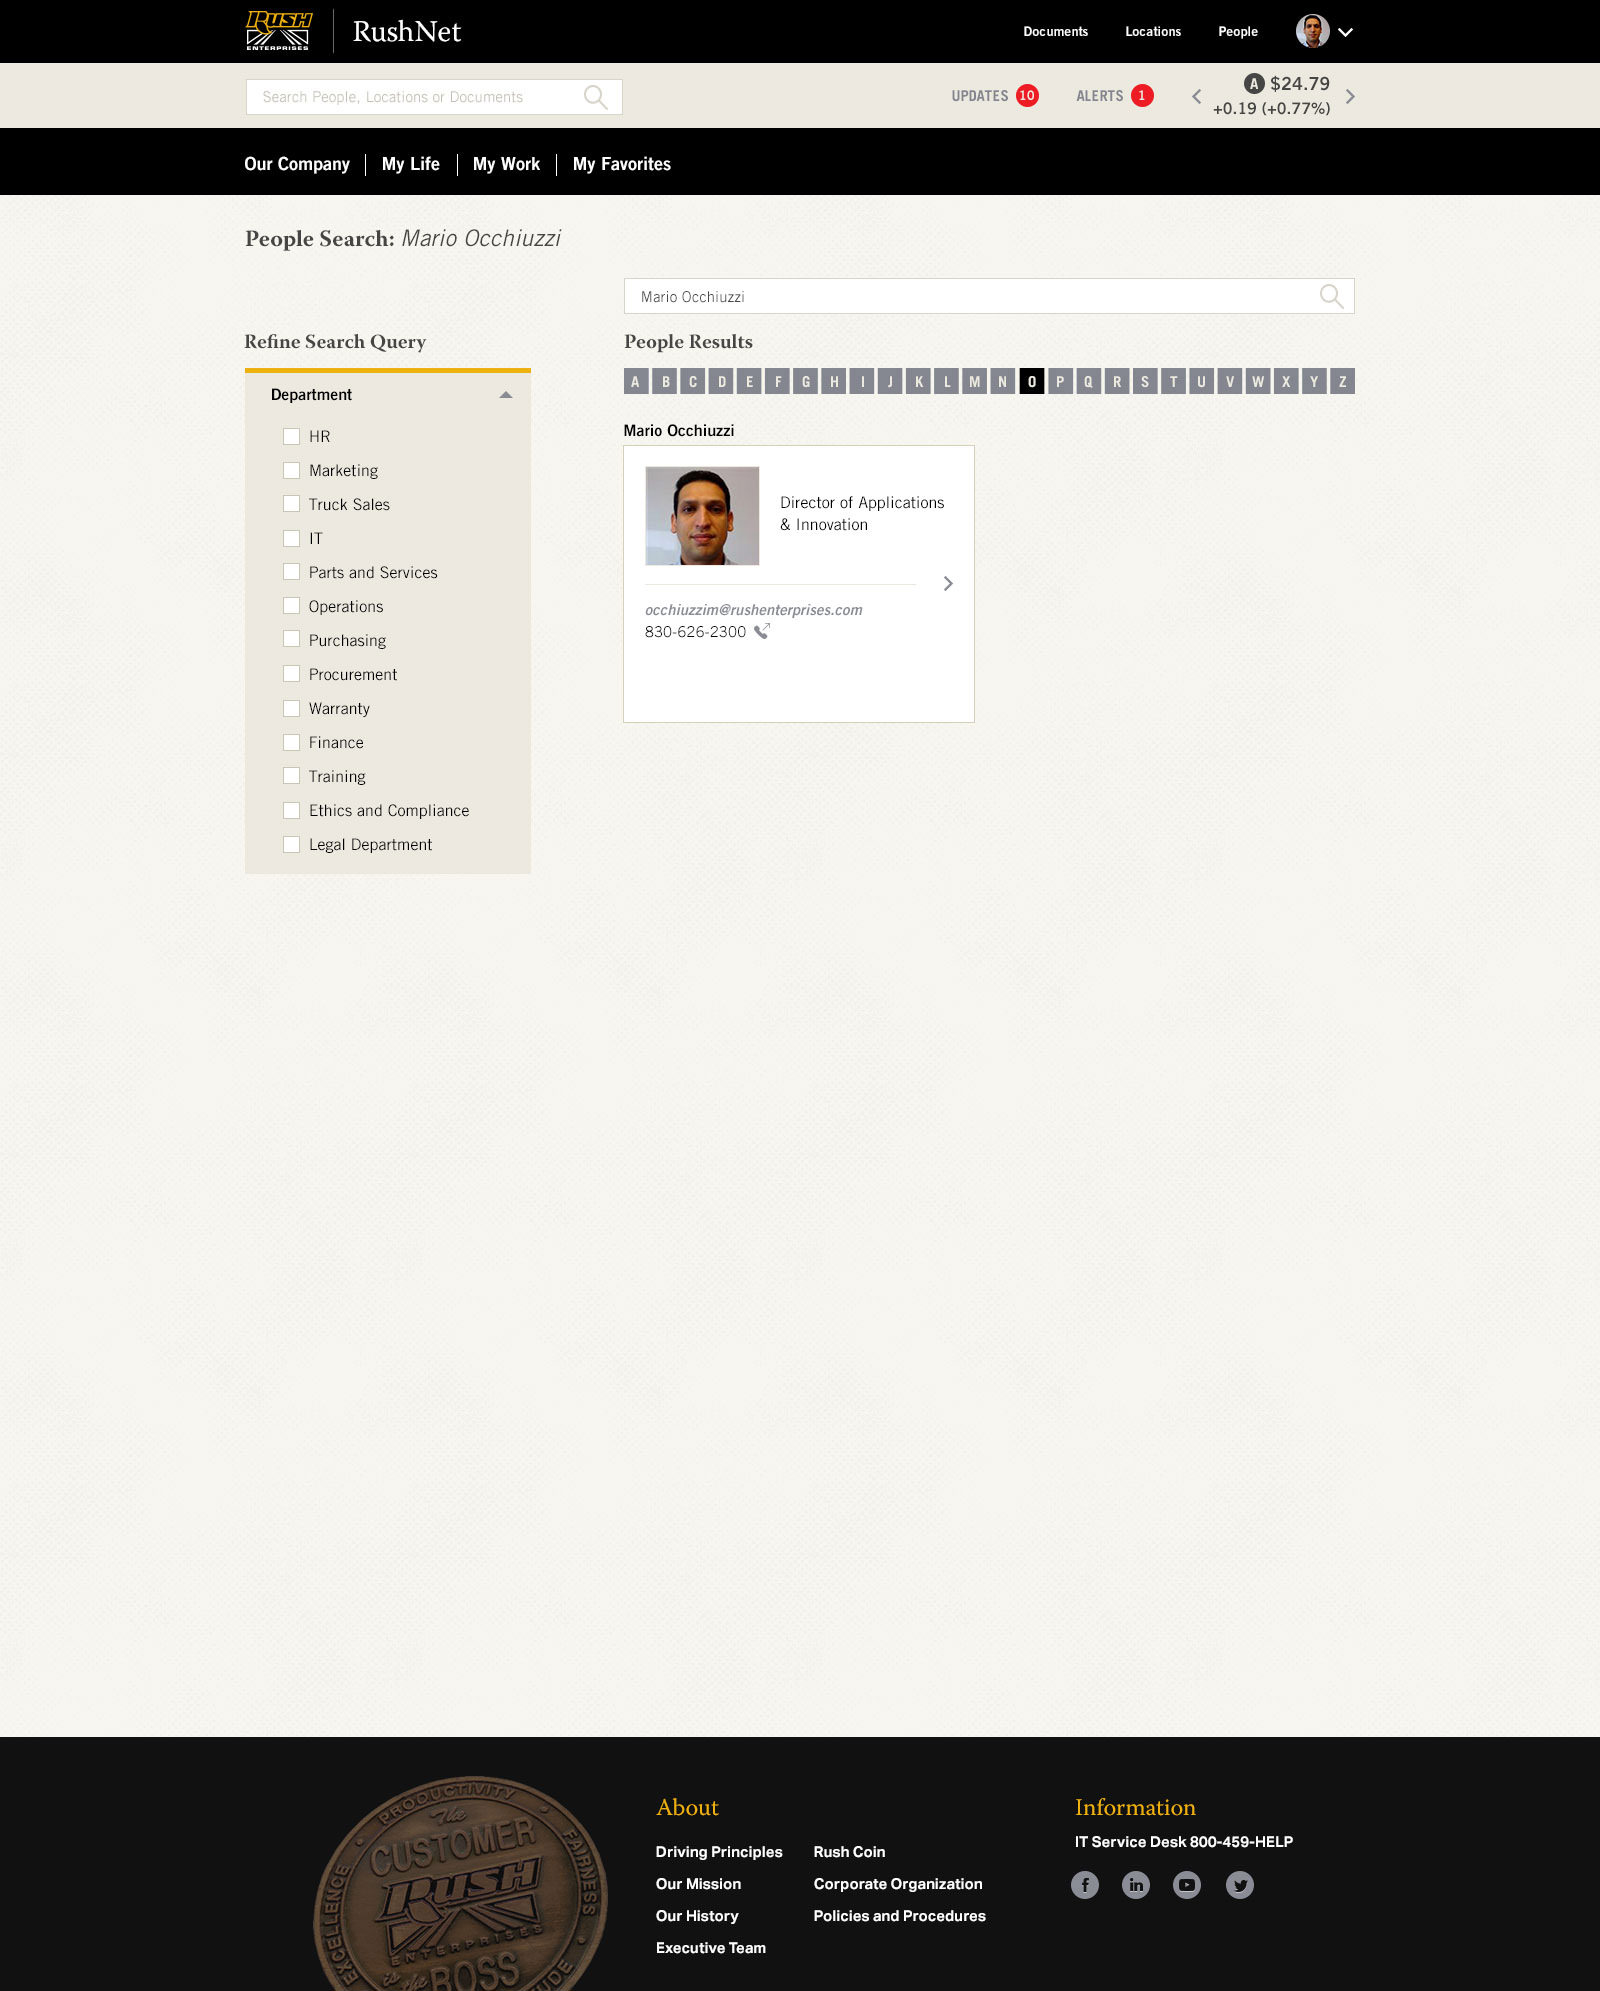 RUSH
ENTERPRISES
RushNet
Documents
Locations
People
Search People, Locations or Documents
UPDATES 10
ALERTS 1
A $24.79
+0.19 (+0.77%)
Our Company
My Life
My Work
My Favorites
People Search: Mario Occhiuzzi
Mario Occhiuzzi
Refine Search Query
Department
HR
Marketing
Truck Sales
IT
Parts and Services
Operations
Purchasing
Procurement
Warranty
Finance
Training
Ethics and Compliance
Legal Department
People Results
A B C D E F G H I J K L M N O P Q R S T U V W X Y Z
Mario Occhiuzzi
Director of Applications
& Innovation
occhiuzzim@rushenterprises.com
830-626-2300
PRODUCTIVITY
FAIRNESS
EXCELLENCE
The
CUSTOMER
RUSH
ENTERPRISES
is the
BOSS
About
Driving Principles
Our Mission
Our History
Executive Team
Rush Coin
Corporate Organization
Policies and Procedures
Information
IT Service Desk 800-459-HELP